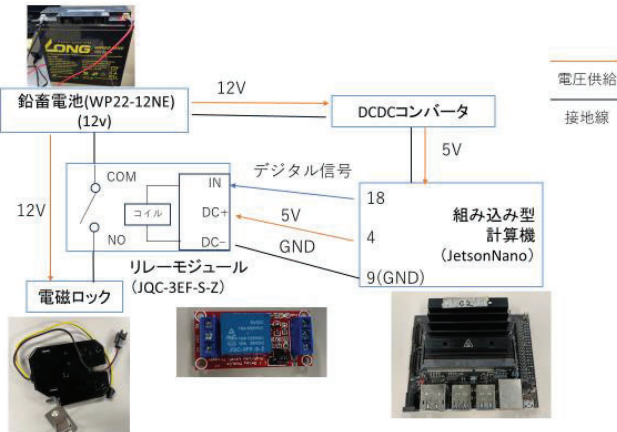 LONG
WP22-12NE
鉛畜電池(WP22-12NE)
(12v)
12V
DCDCコンバータ
電圧供給
接地線
5V
COM
IN
デジタル信号
18
12V
コイル
DC+
5V
4
組み込み型
計算機
(JetsonNano)
NO
DC−
GND
9(GND)
リレーモジュール
(JQC-3EF-S-Z)
電磁ロック